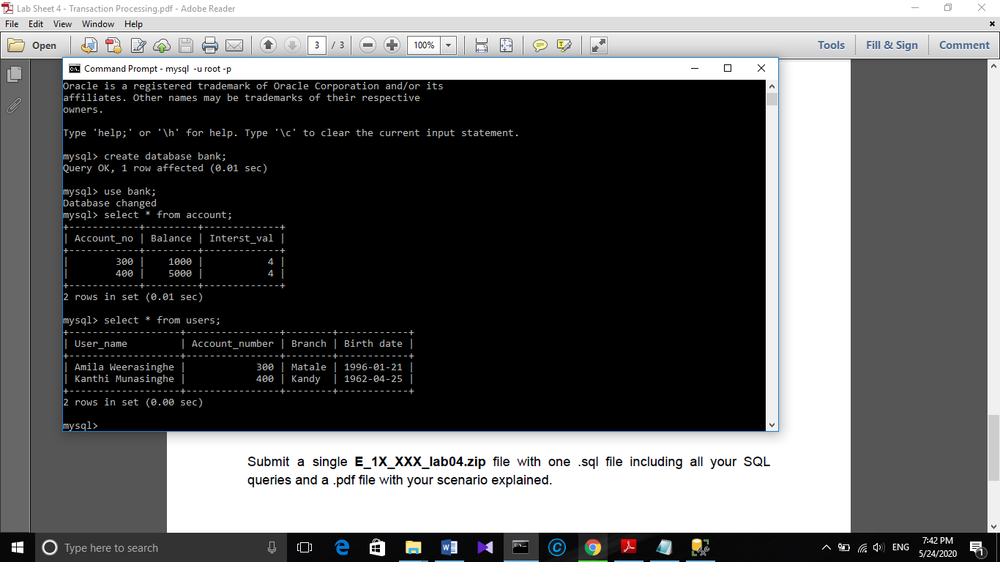 Lab Sheet 4 - Transaction Processing.pdf - Adobe Reader
File Edit View Window Help
Open 3 / 3 100% Tools Fill & Sign Comment
Command Prompt - mysql -u root -p
Oracle is a registered trademark of Oracle Corporation and/or its
affiliates. Other names may be trademarks of their respective
owners.
Type 'help;' or '\h' for help. Type '\c' to clear the current input statement.
mysql> create database bank;
Query OK, 1 row affected (0.01 sec)
mysql> use bank;
Database changed
mysql> select * from account;
+------------+---------+-------------+
| Account_no | Balance | Interst_val |
+------------+---------+-------------+
|        300 |    1000 |           4 |
|        400 |    5000 |           4 |
+------------+---------+-------------+
2 rows in set (0.01 sec)
mysql> select * from users;
+-------------------+----------------+--------+------------+
| User_name         | Account_number | Branch | Birth date |
+-------------------+----------------+--------+------------+
| Amila Weerasinghe |            300 | Matale | 1996-01-21 |
| Kanthi Munasinghe |            400 | Kandy  | 1962-04-25 |
+-------------------+----------------+--------+------------+
2 rows in set (0.00 sec)
mysql>
Submit a single E_1X_XXX_lab04.zip file with one .sql file including all your SQL
queries and a .pdf file with your scenario explained.
Type here to search
ENG
7:42 PM
5/24/2020
1